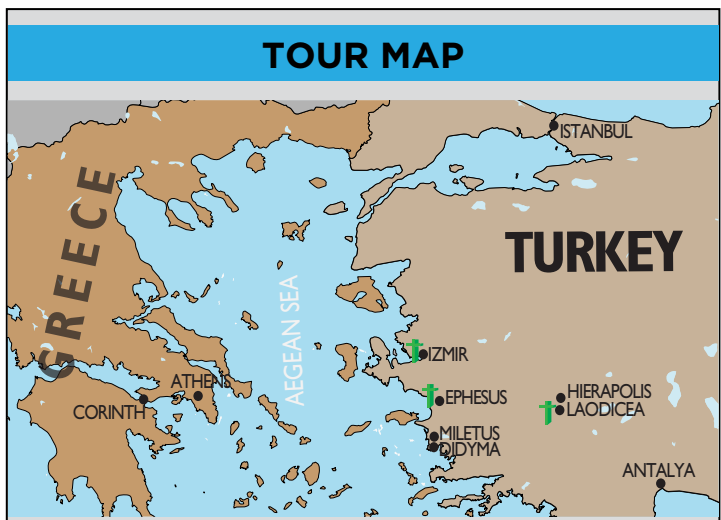 TOUR MAP
ISTANBUL
GREECE
TURKEY
AEGEAN SEA
IZMIR
ATHENS
CORINTH
EPHESUS
HIERAPOLIS
LAODICEA
MILETUS
DIDYMA
ANTALYA